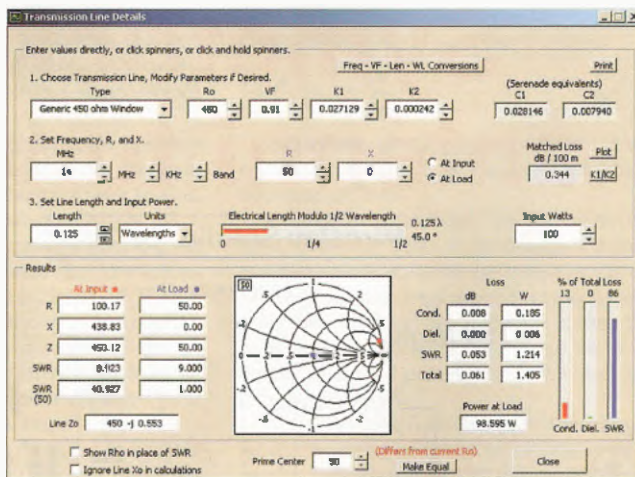 Transmission Line Details
Enter values directly, or click spinners, or click and hold spinners.
Freq - VF - Len - WL Conversions
Print
1. Choose Transmission Line, Modify Parameters if Desired.
Type Ro VF K1 K2
(Serenade equivalents)
C1 C2
Generic 450 ohm Window 450 0.91 0.027129 0.000242 0.028146 0.007940
2. Set Frequency, R, and X.
MHz R X
14 MHz KHz Band 50 0
At Input
At Load
Matched Loss
dB / 100 m
0.344
Plot
K1/K2
3. Set Line Length and Input Power.
Length Units
0.125 Wavelengths
Electrical Length Modulo 1/2 Wavelength
0 1/4 1/2
0.125λ
45.0 °
Input Watts
100
Results
At Input At Load
R 100.17 50.00
X 438.83 0.00
Z 450.12 50.00
SWR 9.000
SWR 40.927 1.000
(50)
Line Zo 450 -j 0.553
50
Loss
dB W
Cond. 0.008 0.185
Diel. 0.000 0.006
SWR 0.053 1.214
Total 0.061 1.405
Power at Load
98.595 W
% of Total Loss
13 0 86
Cond. Diel. SWR
Show Rho in place of SWR
Ignore Line Xo in calculations
Prime Center 50
(Differs from current Ro)
Make Equal
Close